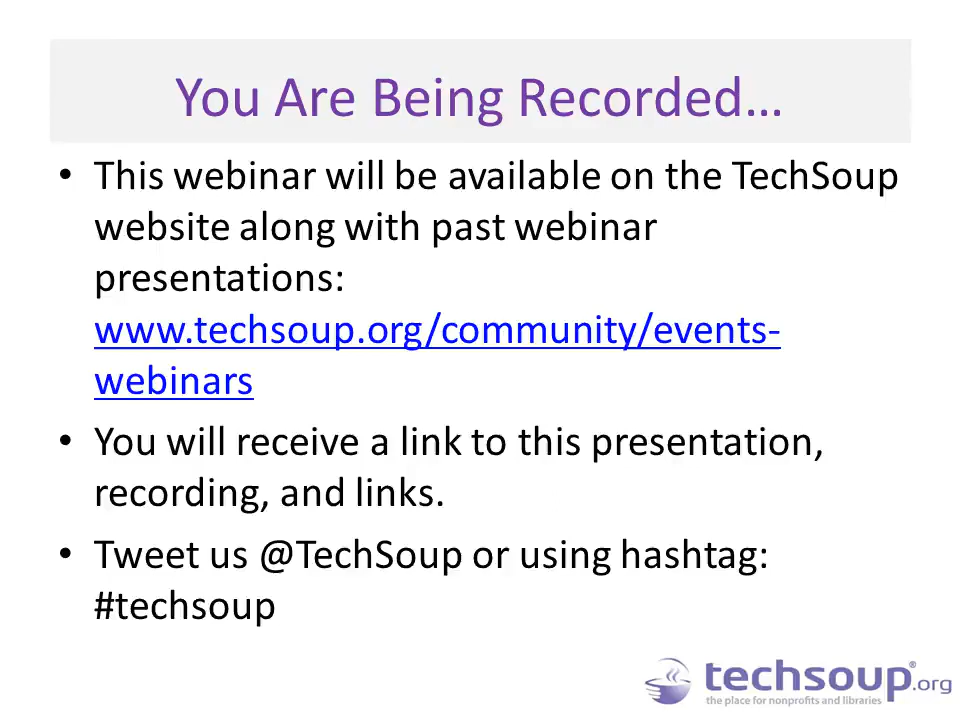 You Are Being Recorded...
• This webinar will be available on the TechSoup
website along with past webinar
presentations:
www.techsoup.org/community/events-
webinars
• You will receive a link to this presentation,
recording, and links.
• Tweet us @TechSoup or using hashtag:
#techsoup
techsoup®.org
the place for nonprofits and libraries